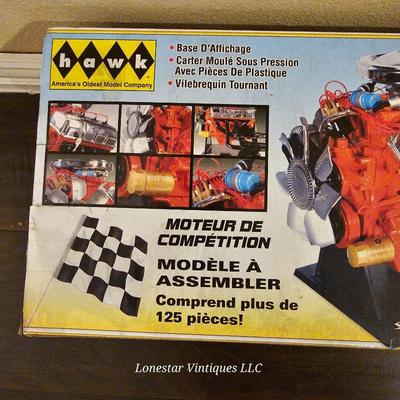 hawk
America's Oldest Model Company
• Base D'Affichage
• Carter Moulé Sous Pression
Avec Pièces De Plastique
• Vilebrequin Tournant
MOTEUR DE
COMPÉTITION
MODÈLE À
ASSEMBLER
Comprend plus de
125 pièces!
Lonestar Vintiques LLC